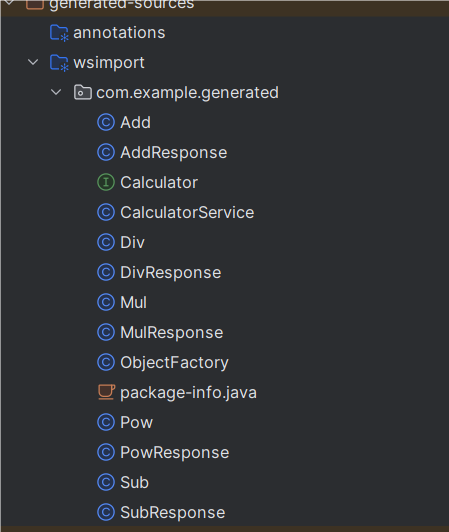 generated-sources
annotations
wsimport
com.example.generated
Add
AddResponse
Calculator
CalculatorService
Div
DivResponse
Mul
MulResponse
ObjectFactory
package-info.java
Pow
PowResponse
Sub
SubResponse